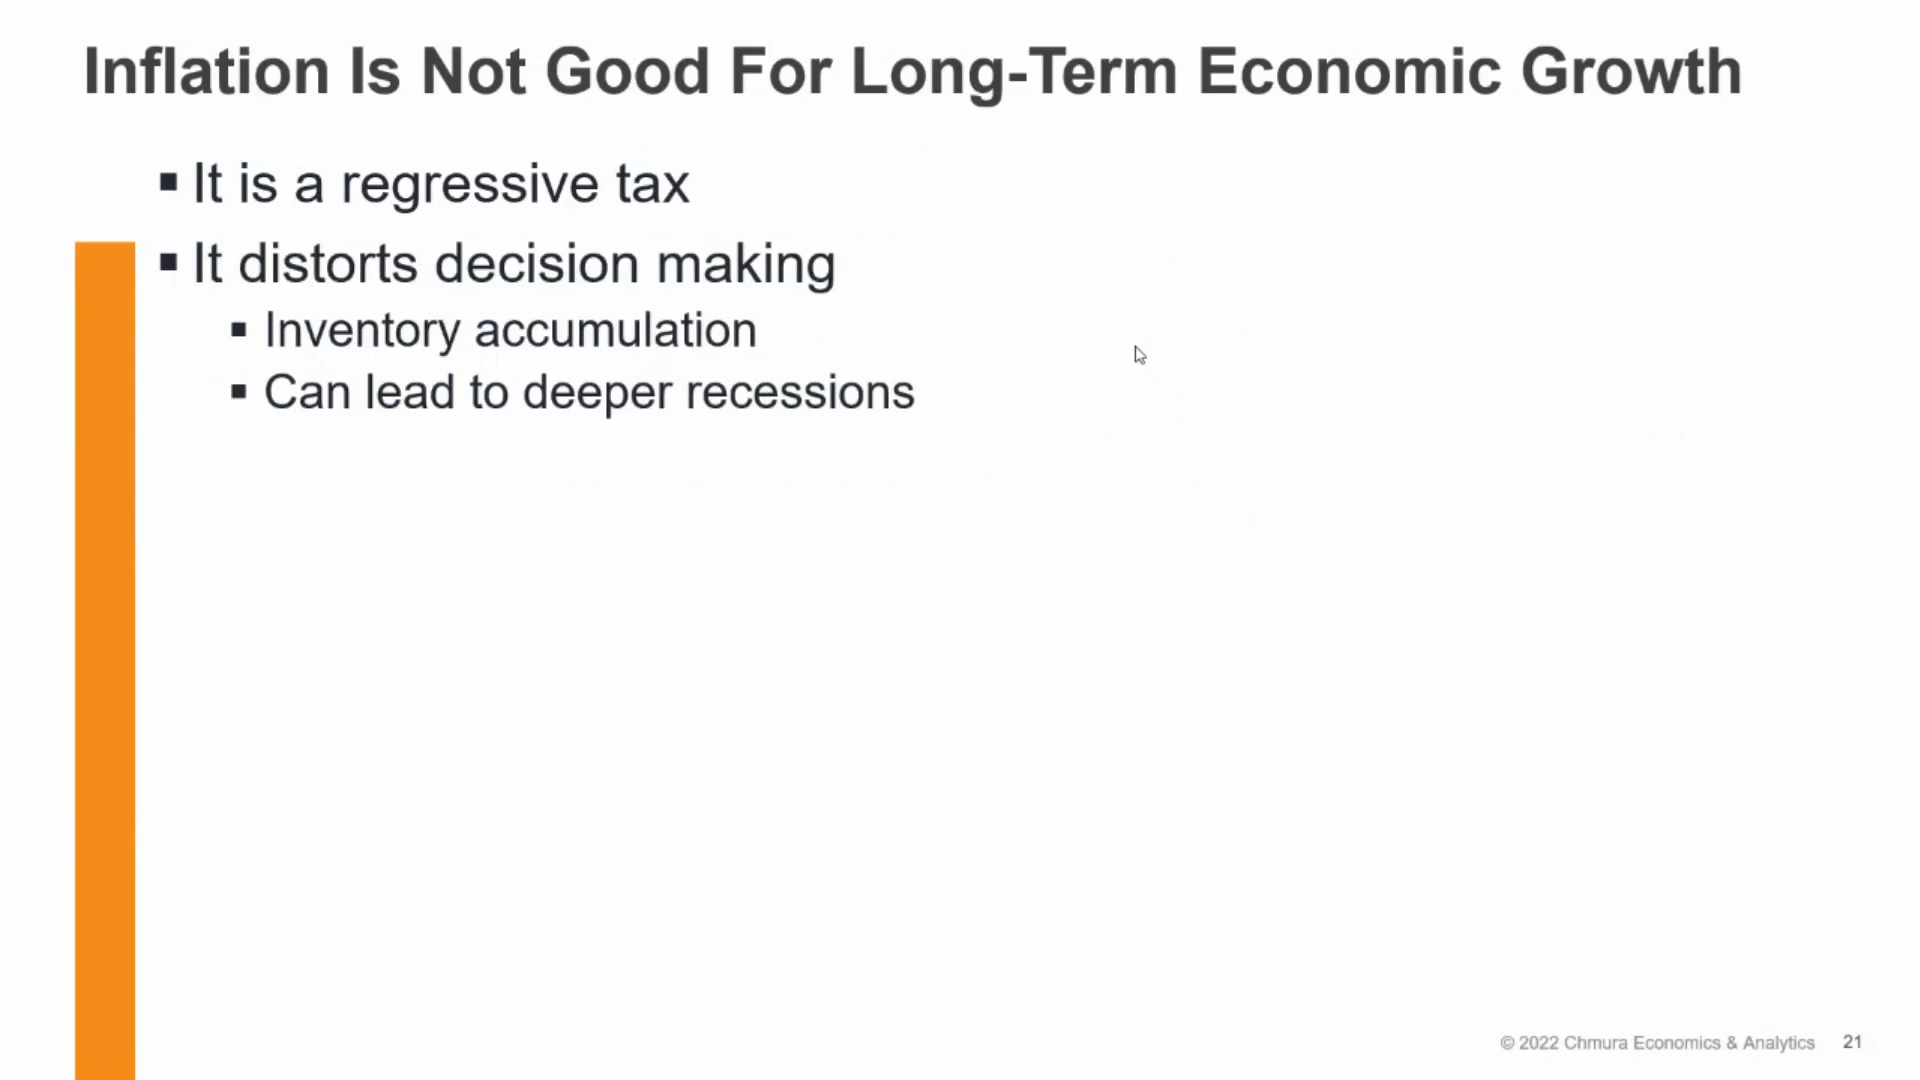 Inflation Is Not Good For Long-Term Economic Growth
▪ It is a regressive tax
▪ It distorts decision making
▪ Inventory accumulation
▪ Can lead to deeper recessions
© 2022 Chmura Economics & Analytics 21